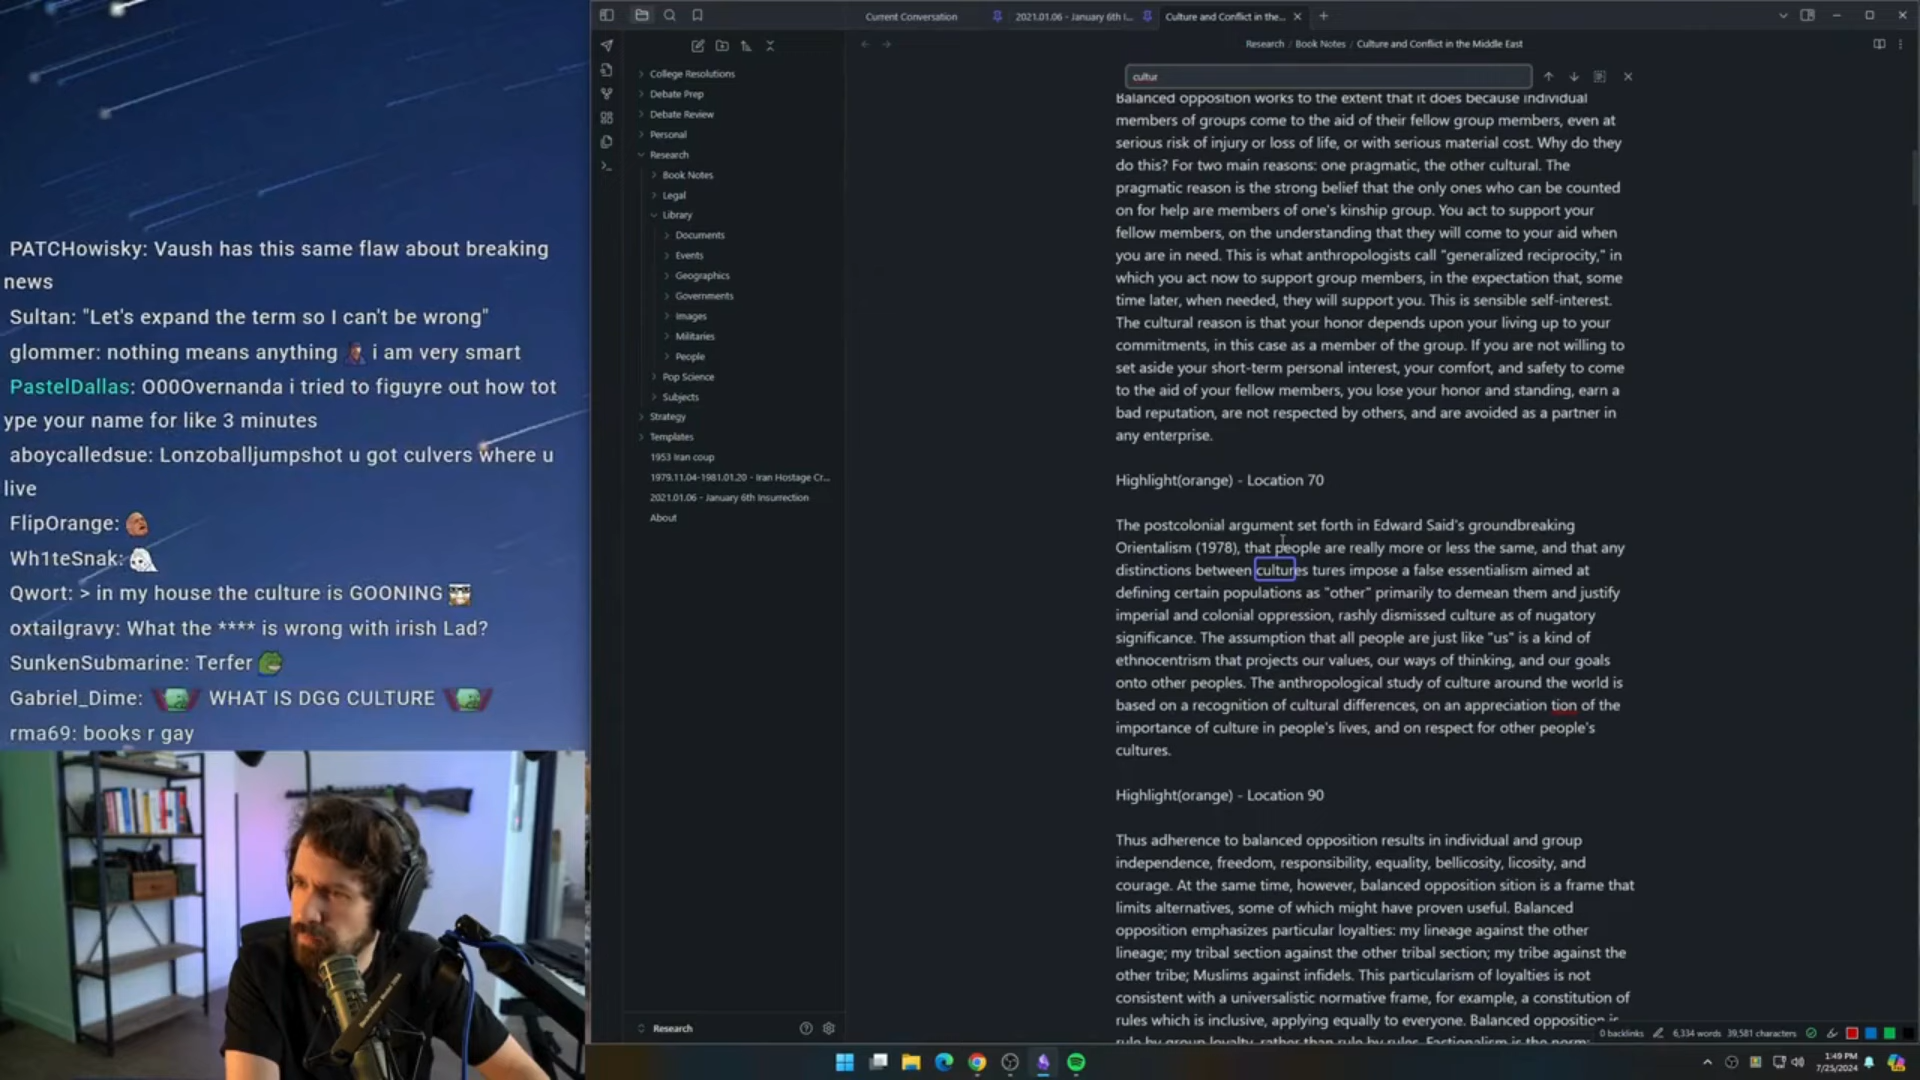 PATCHowisky: Vaush has this same flaw about breaking
news
Sultan: "Let's expand the term so I can't be wrong"
glommer: nothing means anything i am very smart
PastelDallas: O00Overnanda i tried to figuyre out how tot
ype your name for like 3 minutes
aboycalledsue: Lonzoballjumpshot u got culvers where u
live
FlipOrange:
Wh1teSnak:
Qwort: > in my house the culture is GOONING
oxtailgravy: What the **** is wrong with irish Lad?
SunkenSubmarine: Terfer
Gabriel_Dime: WHAT IS DGG CULTURE
rma69: books r gay
Current Conversation
2021.01.06 - January 6th I...
Culture and Conflict in the...
College Resolutions
Debate Prep
Debate Review
Personal
Research
Book Notes
Legal
Library
Documents
Events
Geographics
Governments
Images
Militaries
People
Pop Science
Subjects
Strategy
Templates
1953 Iran coup
1979.11.04-1981.01.20 - Iran Hostage Cr...
2021.01.06 - January 6th Insurrection
About
Research
Research / Book Notes / Culture and Conflict in the Middle East
cultur
Balanced opposition works to the extent that it does because individual
members of groups come to the aid of their fellow group members, even at
serious risk of injury or loss of life, or with serious material cost. Why do they
do this? For two main reasons: one pragmatic, the other cultural. The
pragmatic reason is the strong belief that the only ones who can be counted
on for help are members of one's kinship group. You act to support your
fellow members, on the understanding that they will come to your aid when
you are in need. This is what anthropologists call "generalized reciprocity," in
which you act now to support group members, in the expectation that, some
time later, when needed, they will support you. This is sensible self-interest.
The cultural reason is that your honor depends upon your living up to your
commitments, in this case as a member of the group. If you are not willing to
set aside your short-term personal interest, your comfort, and safety to come
to the aid of your fellow members, you lose your honor and standing, earn a
bad reputation, are not respected by others, and are avoided as a partner in
any enterprise.
Highlight(orange) - Location 70
The postcolonial argument set forth in Edward Said's groundbreaking
Orientalism (1978), that people are really more or less the same, and that any
distinctions between cultures tures impose a false essentialism aimed at
defining certain populations as "other" primarily to demean them and justify
imperial and colonial oppression, rashly dismissed culture as of nugatory
significance. The assumption that all people are just like "us" is a kind of
ethnocentrism that projects our values, our ways of thinking, and our goals
onto other peoples. The anthropological study of culture around the world is
based on a recognition of cultural differences, on an appreciation tion of the
importance of culture in people's lives, and on respect for other people's
cultures.
Highlight(orange) - Location 90
Thus adherence to balanced opposition results in individual and group
independence, freedom, responsibility, equality, bellicosity, licosity, and
courage. At the same time, however, balanced opposition sition is a frame that
limits alternatives, some of which might have proven useful. Balanced
opposition emphasizes particular loyalties: my lineage against the other
lineage; my tribal section against the other tribal section; my tribe against the
other tribe; Muslims against infidels. This particularism of loyalties is not
consistent with a universalistic normative frame, for example, a constitution of
rules which is inclusive, applying equally to everyone. Balanced opposition is
rule by group loyalty, rather than rule by rules. Factionalism is the norm;
0 backlinks
6,334 words 39,581 characters
1:49 PM
7/25/2024